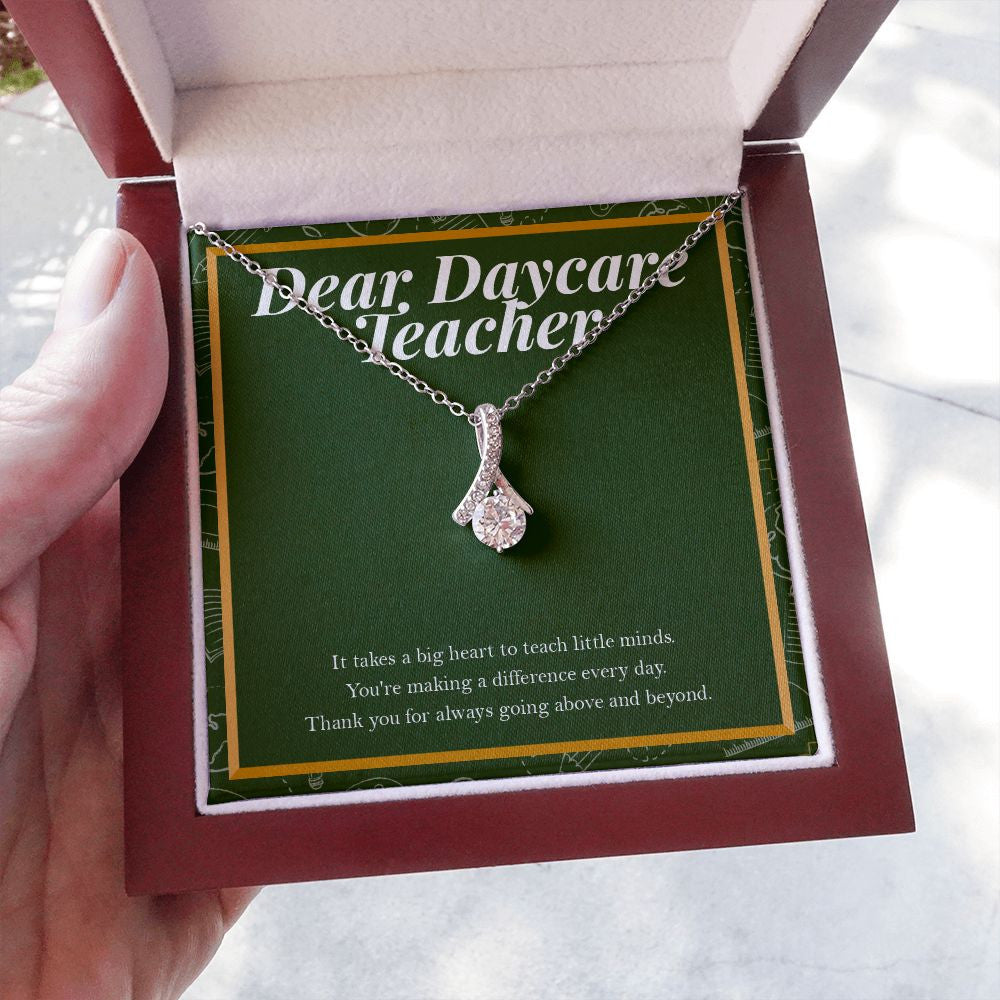 Dear Daycare
Teacher
It takes a big heart to teach little minds.
You're making a difference every day.
Thank you for always going above and beyond.